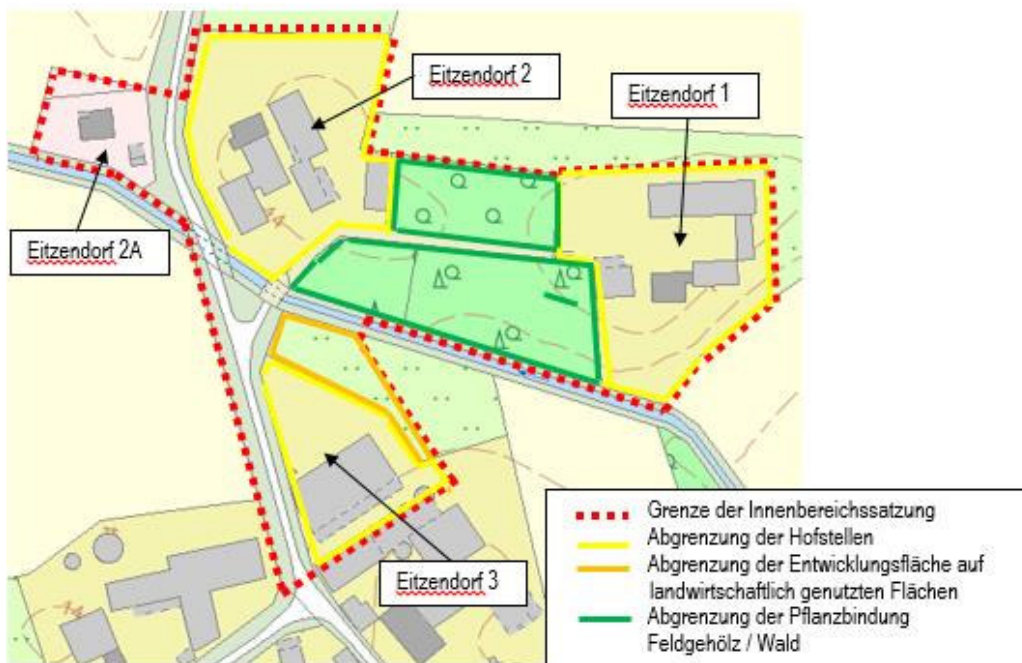 Eitzendorf 2
Eitzendorf 1
Eitzendorf 2A
Eitzendorf 3
Grenze der Innenbereichssatzung
Abgrenzung der Hofstellen
Abgrenzung der Entwicklungsfläche auf
landwirtschaftlich genutzten Flächen
Abgrenzung der Pflanzbindung
Feldgehölz / Wald